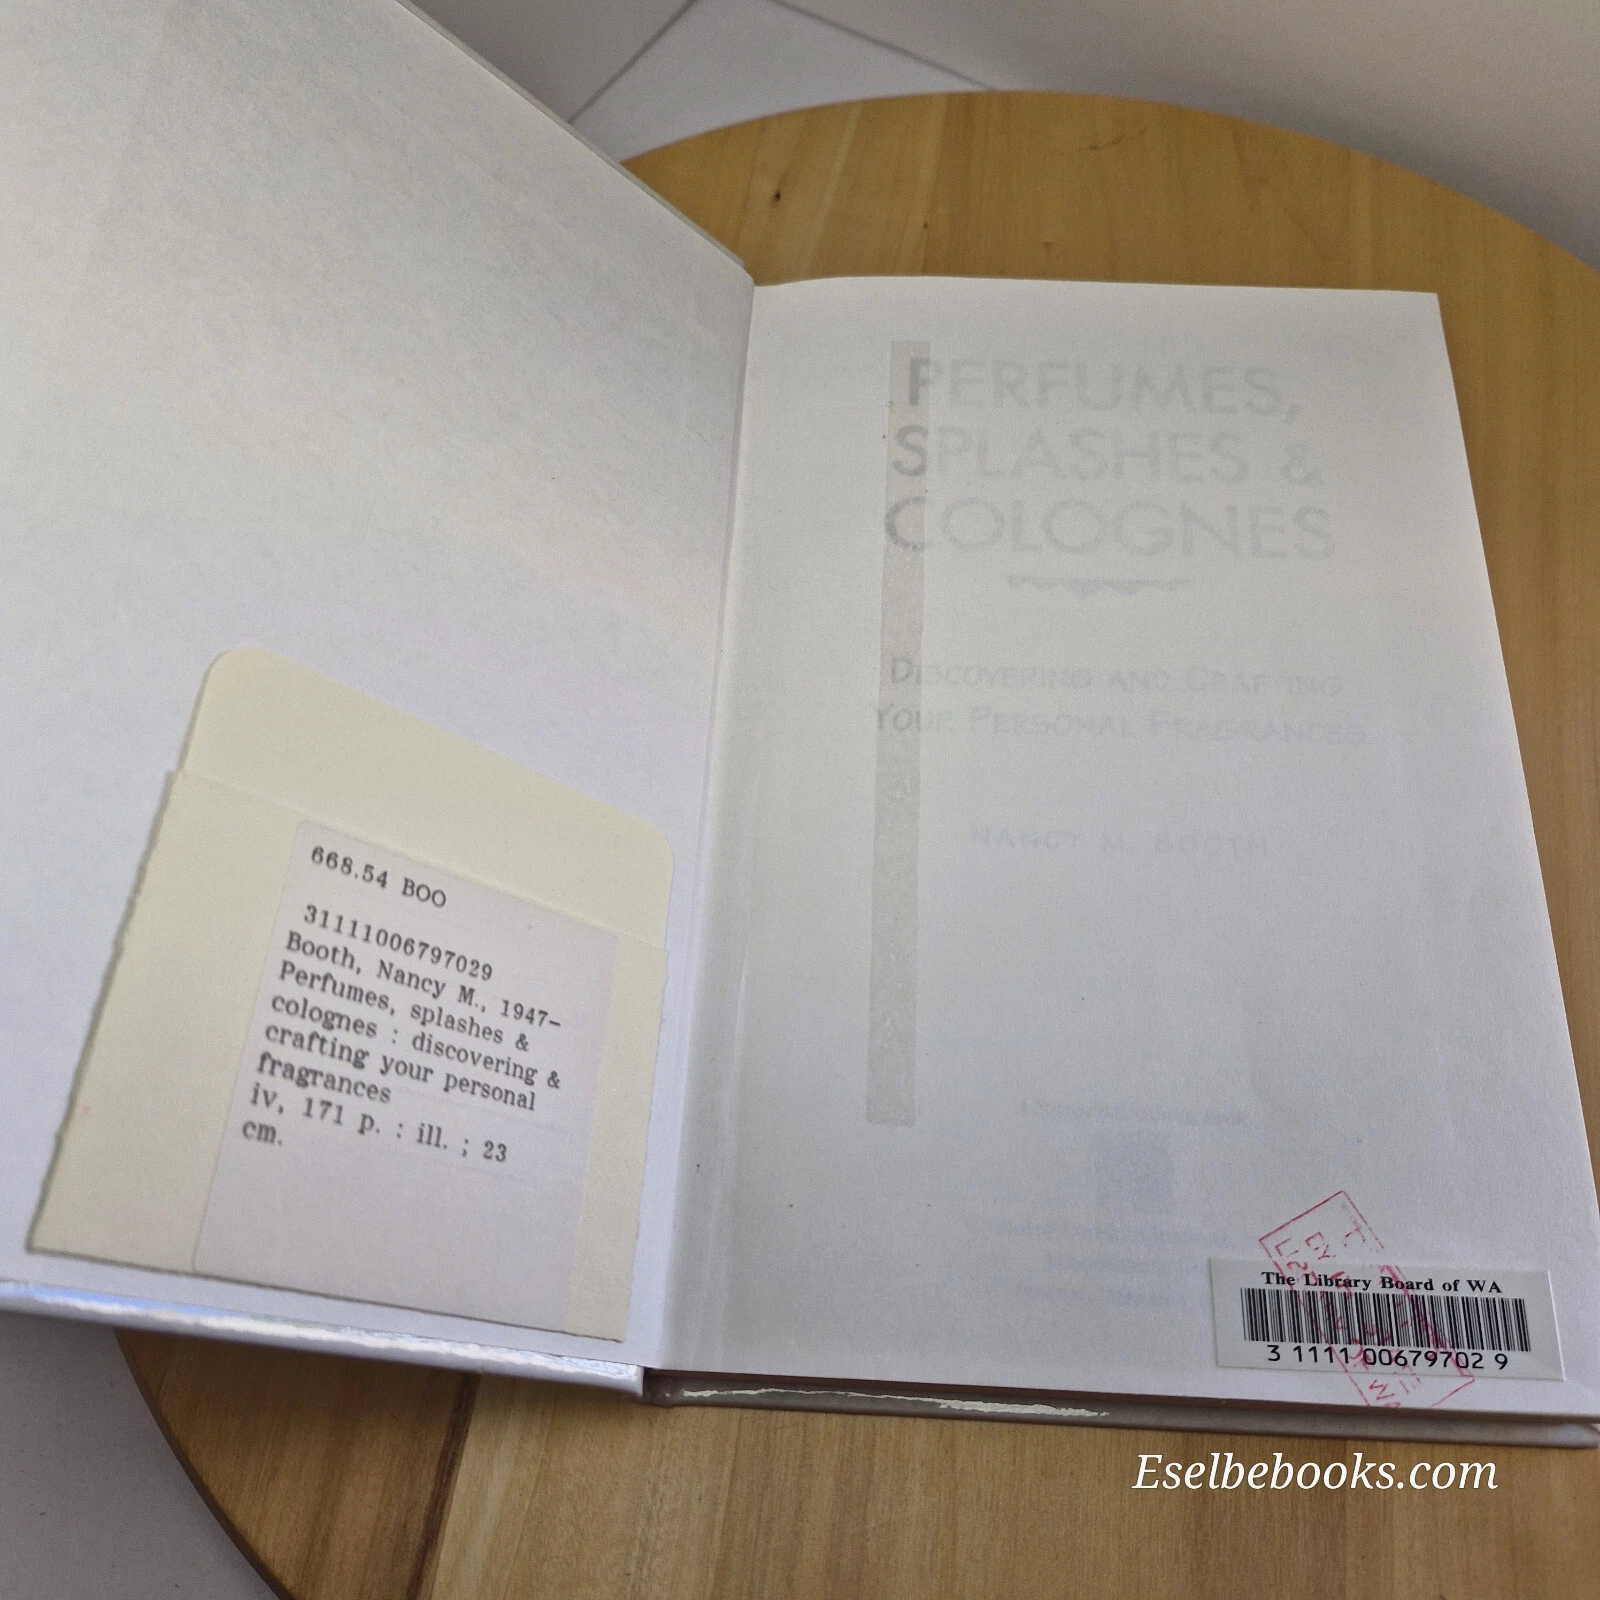 668.54 BOO
31111006797029
Booth, Nancy M., 1947-
Perfumes, splashes &
colognes : discovering &
crafting your personal
fragrances
iv, 171 p. : ill. ; 23
cm.
PERFUMES,
SPLASHES &
COLOGNES
DISCOVERING AND CRAFTING
YOUR PERSONAL FRAGRANCES
NANCY M. BOOTH
The Library Board of WA
3 1111 00679702 9
Eselbebooks.com